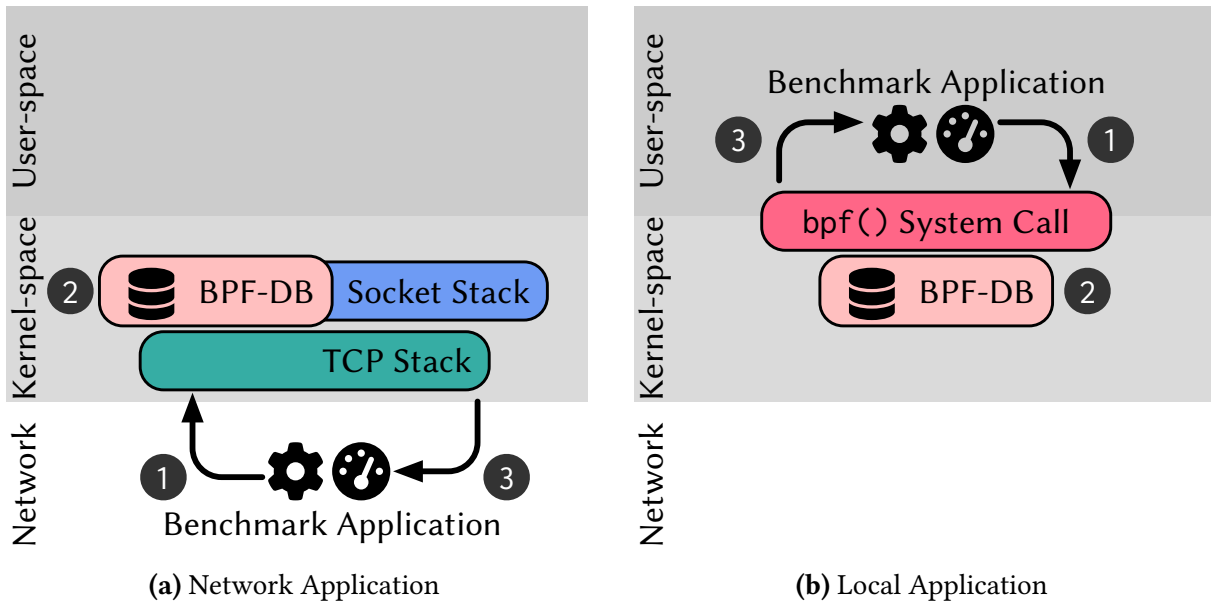 User-space
Kernel-space
Network
2
BPF-DB
Socket Stack
TCP Stack
1
3
Benchmark Application
(a) Network Application
User-space
Kernel-space
Network
Benchmark Application
3
1
bpf() System Call
BPF-DB
2
(b) Local Application